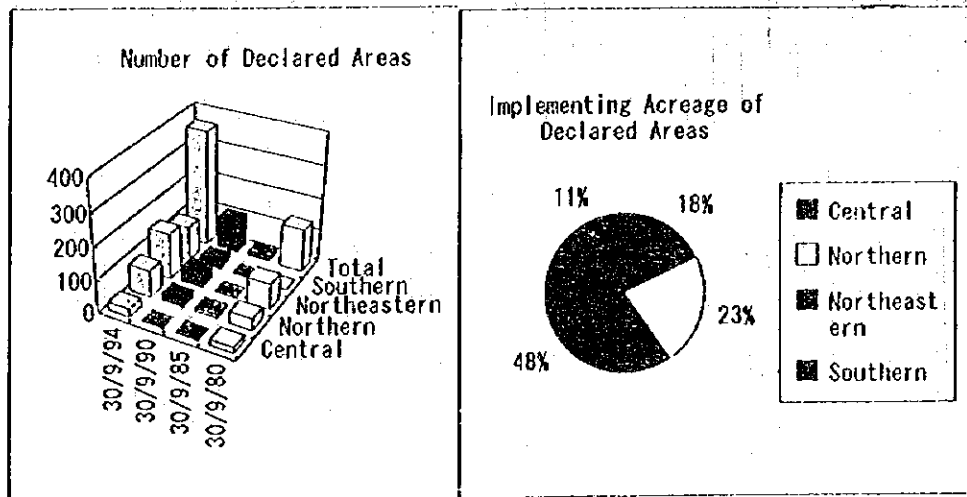 Number of Declared Areas
400
300
200
100
0
30/9/94
30/9/90
30/9/85
30/9/80
Total
Southern
Northeastern
Northern
Central
Implementing Acreage of
Declared Areas
11%
18%
23%
48%
Central
Northern
Northeast
ern
Southern